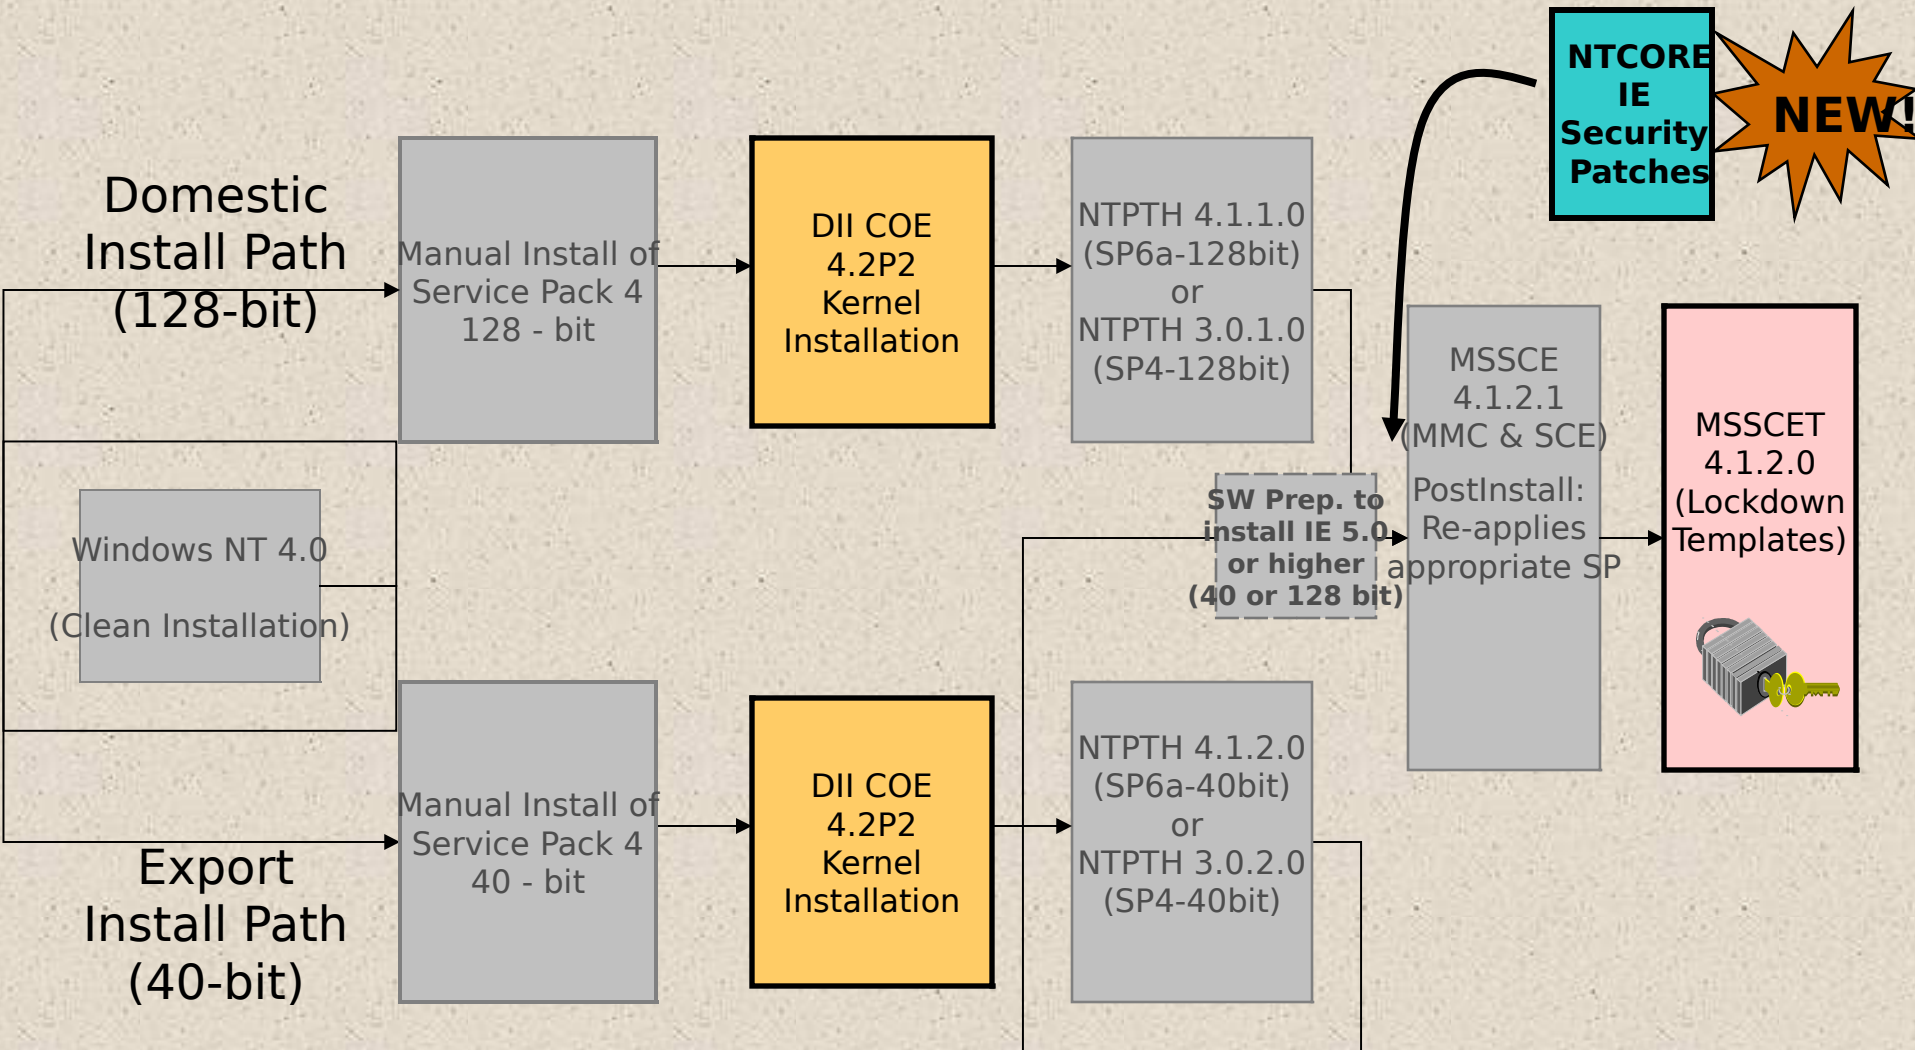 NTCORE
IE
Security
Patches
NEW!
Domestic
Install Path
(128-bit)
Manual Install of
Service Pack 4
128 - bit
DII COE
4.2P2
Kernel
Installation
NTPTH 4.1.1.0
(SP6a-128bit)
or
NTPTH 3.0.1.0
(SP4-128bit)
MSSCE
4.1.2.1
(MMC & SCE)
PostInstall:
Re-applies
appropriate SP
MSSCET
4.1.2.0
(Lockdown
Templates)
SW Prep. to
install IE 5.0
or higher
(40 or 128 bit)
Windows NT 4.0
(Clean Installation)
Export
Install Path
(40-bit)
Manual Install of
Service Pack 4
40 - bit
DII COE
4.2P2
Kernel
Installation
NTPTH 4.1.2.0
(SP6a-40bit)
or
NTPTH 3.0.2.0
(SP4-40bit)